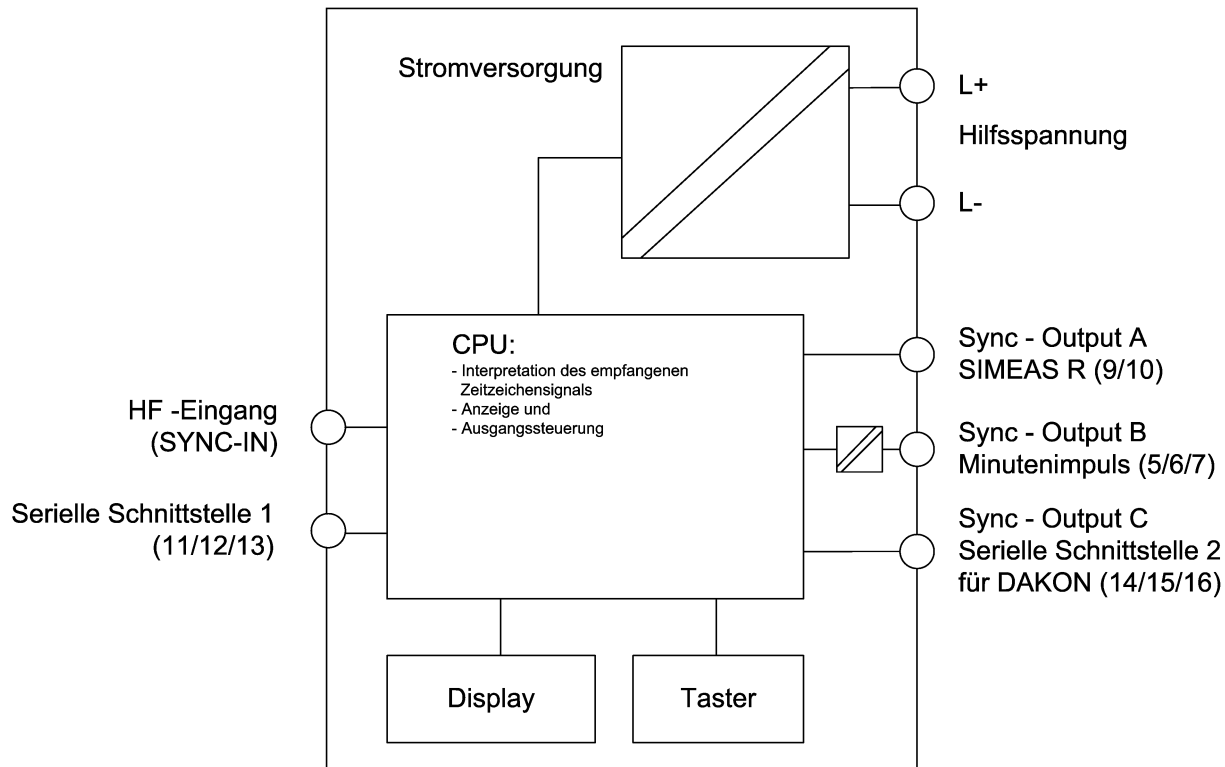 Stromversorgung
L+
Hilfsspannung
L-
CPU:
- Interpretation des empfangenen
Zeitzeichensignals
- Anzeige und
- Ausgangssteuerung
HF -Eingang
(SYNC-IN)
Serielle Schnittstelle 1
(11/12/13)
Sync - Output A
SIMEAS R (9/10)
Sync - Output B
Minutenimpuls (5/6/7)
Sync - Output C
Serielle Schnittstelle 2
für DAKON (14/15/16)
Display
Taster